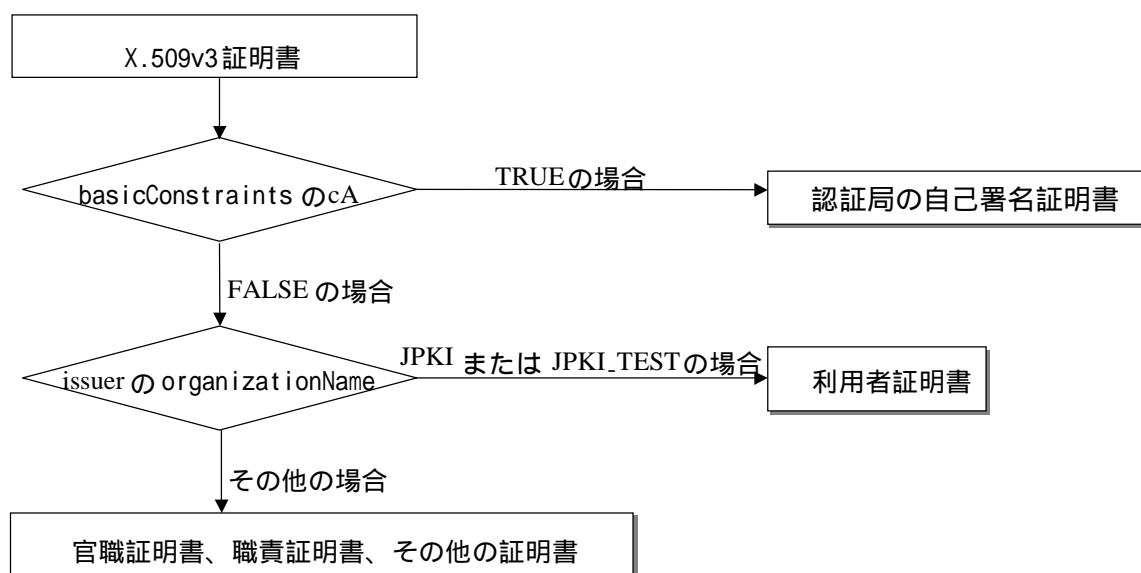 X.509v3証明書
basicConstraints のcA
TRUEの場合
認証局の自己署名証明書
FALSE の場合
issuer の organizationName
JPKI または JPKI_TESTの場合
利用者証明書
その他の場合
官職証明書、職責証明書、その他の証明書